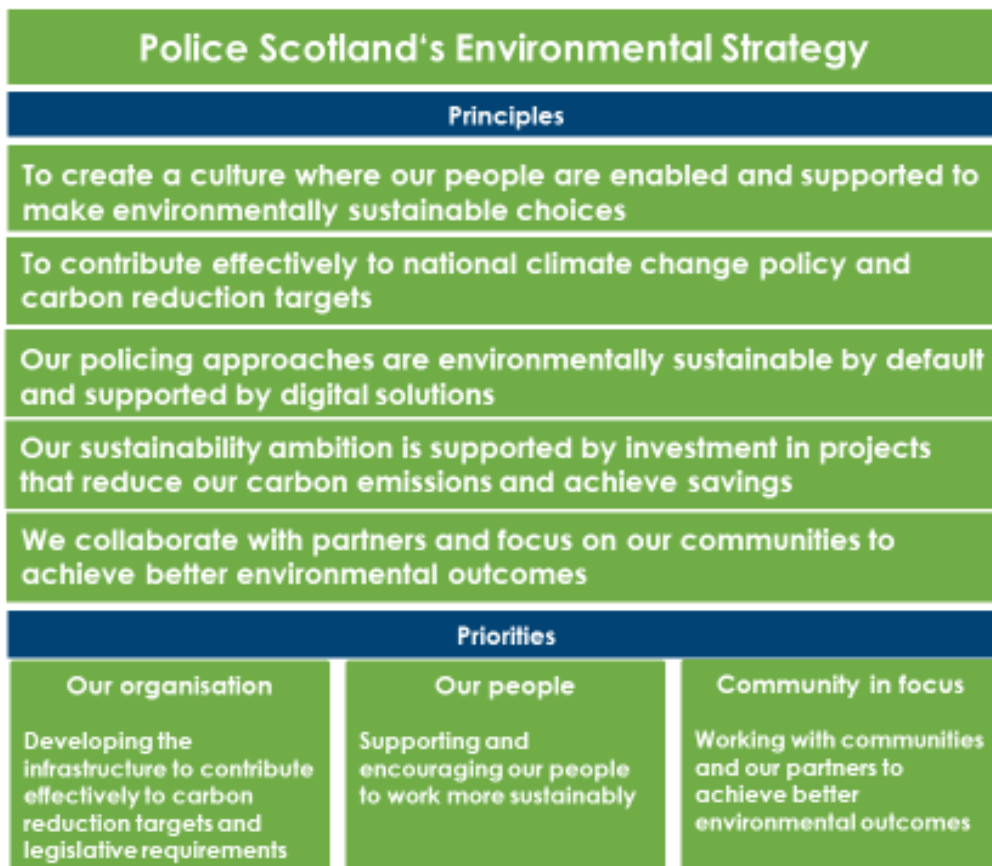 Police Scotland‘s Environmental Strategy
Principles
To create a culture where our people are enabled and supported to
make environmentally sustainable choices
To contribute effectively to national climate change policy and
carbon reduction targets
Our policing approaches are environmentally sustainable by default
and supported by digital solutions
Our sustainability ambition is supported by investment in projects
that reduce our carbon emissions and achieve savings
We collaborate with partners and focus on our communities to
achieve better environmental outcomes
Priorities
Our organisation
Developing the
infrastructure to contribute
effectively to carbon
reduction targets and
legislative requirements
Our people
Supporting and
encouraging our people
to work more sustainably
Community in focus
Working with communities
and our partners to
achieve better
environmental outcomes